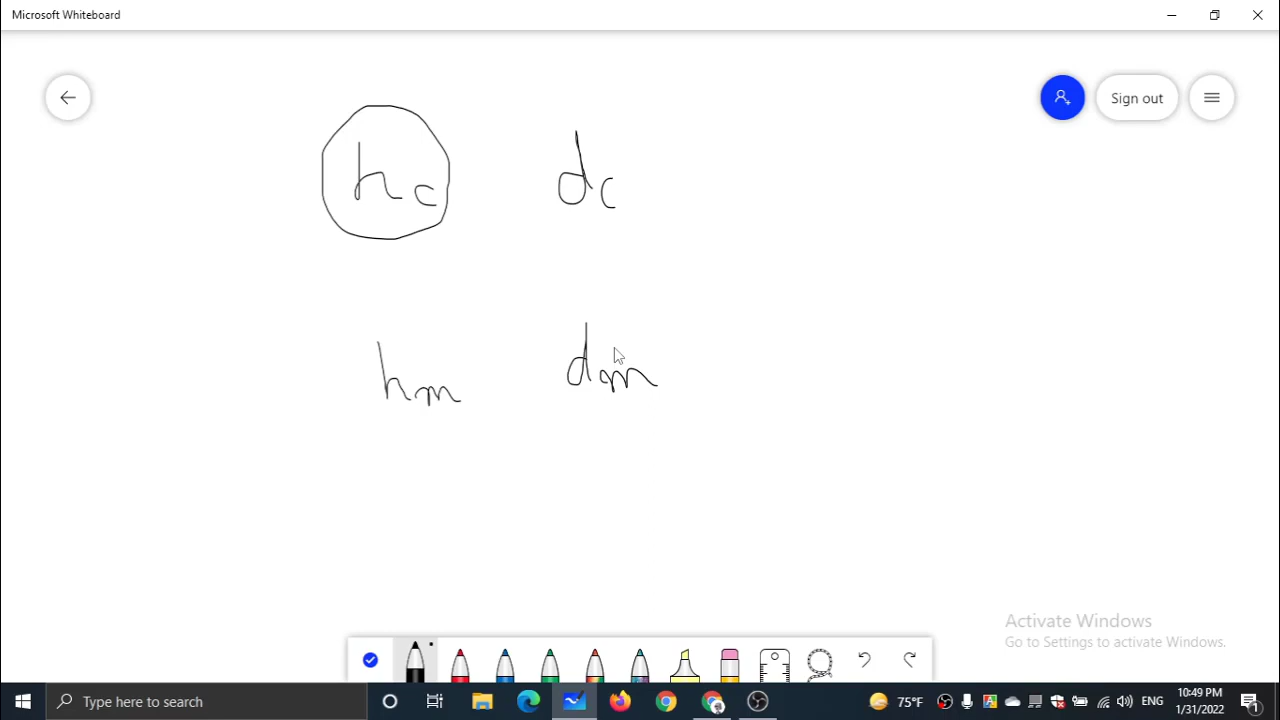 Microsoft Whiteboard
Sign out
hc dc
hm dm
Activate Windows
Go to Settings to activate Windows.
Type here to search
75°F
ENG
10:49 PM
1/31/2022
1